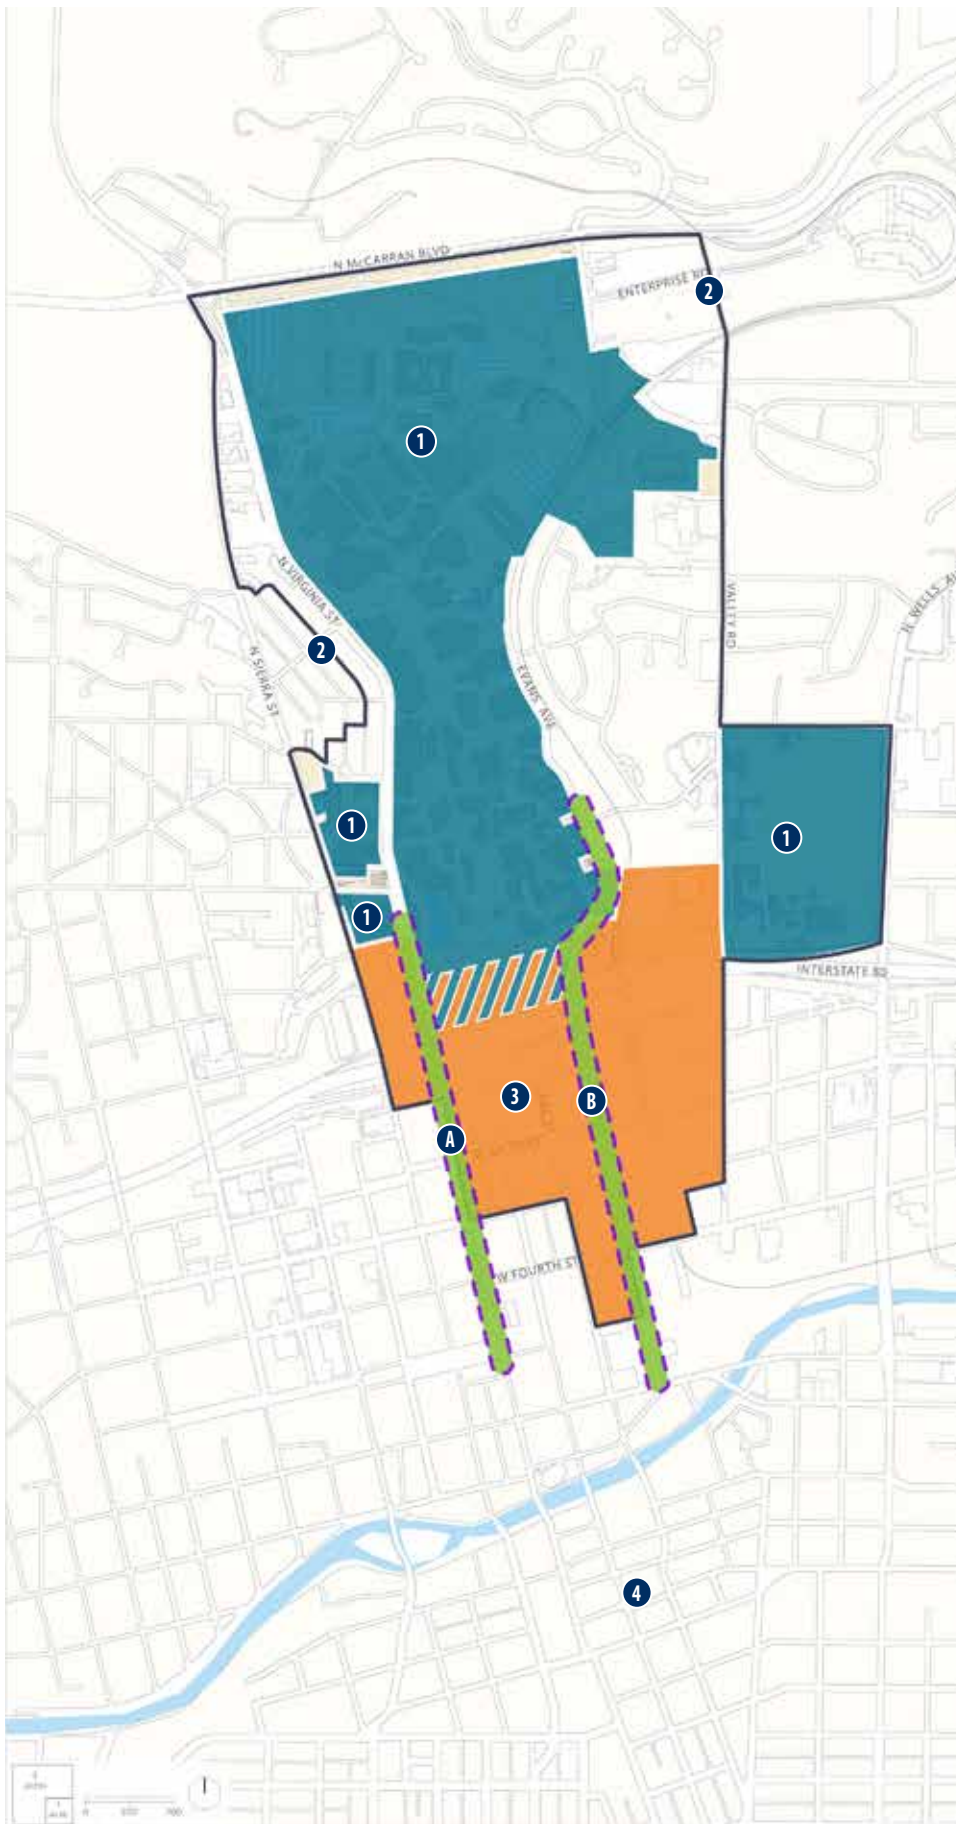 N McCARRAN BLVD
ENTERPRISE RD
2
1
N VIRGINIA ST
VALLEY RD
N WELLS AV
2
N SIERRA ST
EVANS AVE
1
1
1
INTERSTATE 80
3
B
A
W FOURTH ST
4
0